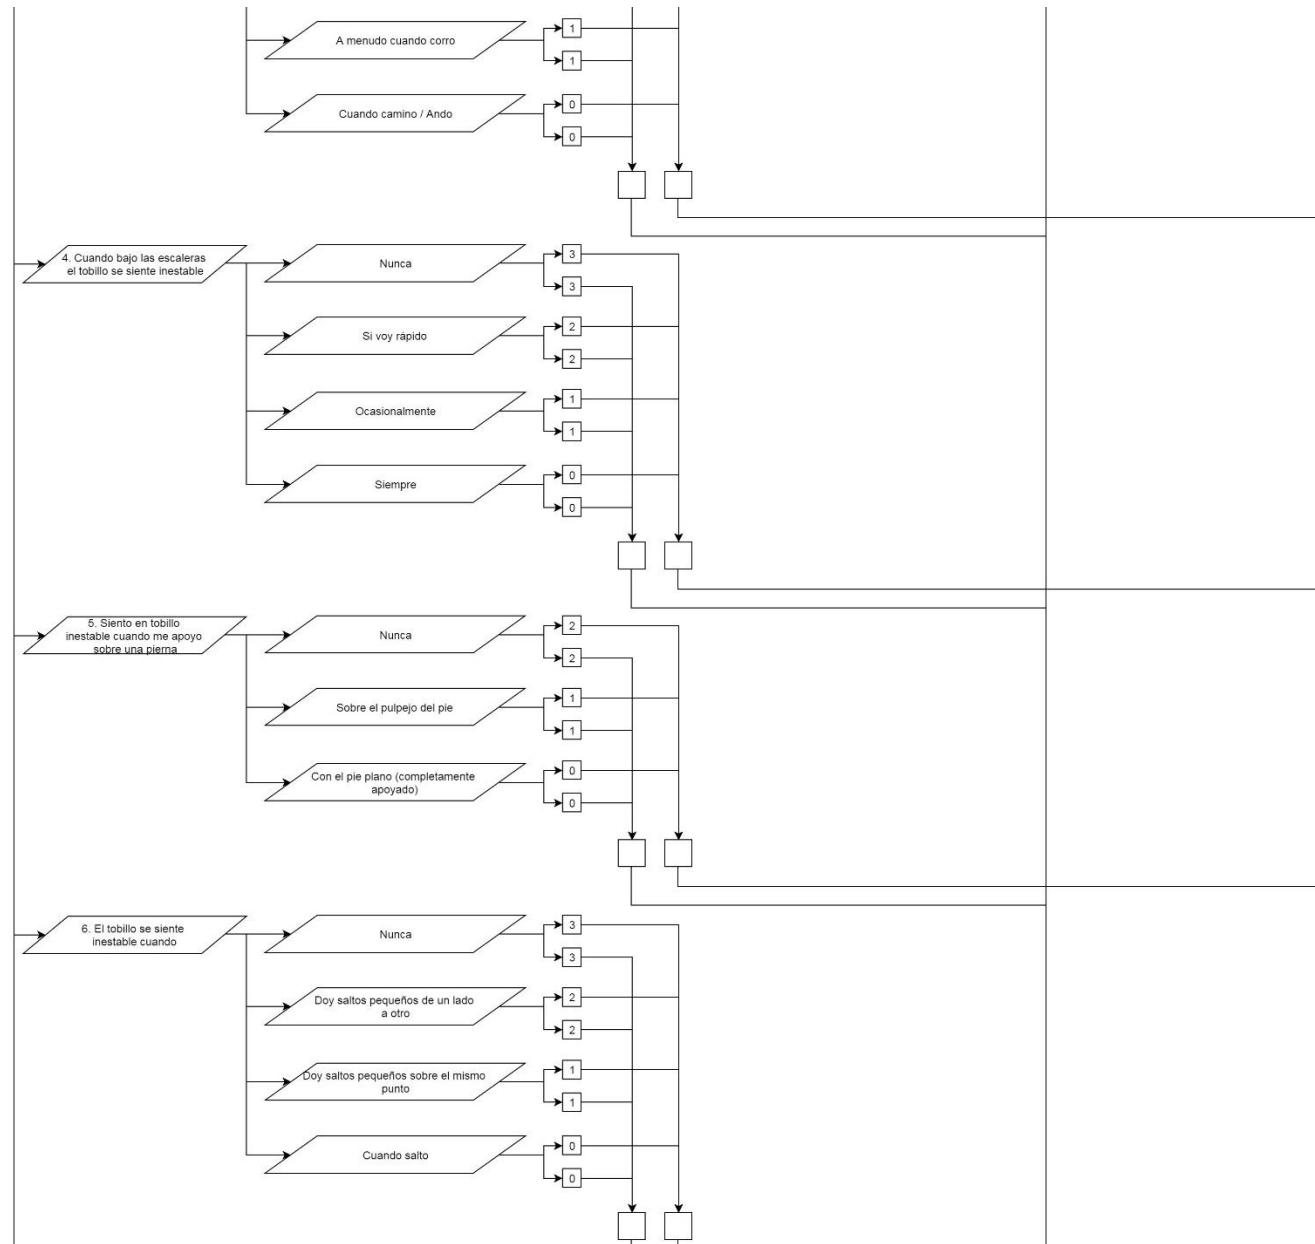 A menudo cuando corro
1
1
Cuando camino / Ando
0
0
4. Cuando bajo las escaleras
el tobillo se siente inestable
Nunca
3
3
Si voy rápido
2
2
Ocasionalmente
1
1
Siempre
0
0
5. Siento en tobillo
inestable cuando me apoyo
sobre una pierna
Nunca
2
2
Sobre el pulpejo del pie
1
1
Con el pie plano (completamente
apoyado)
0
0
6. El tobillo se siente
inestable cuando
Nunca
3
3
Doy saltos pequeños de un lado
a otro
2
2
Doy saltos pequeños sobre el mismo
punto
1
1
Cuando salto
0
0